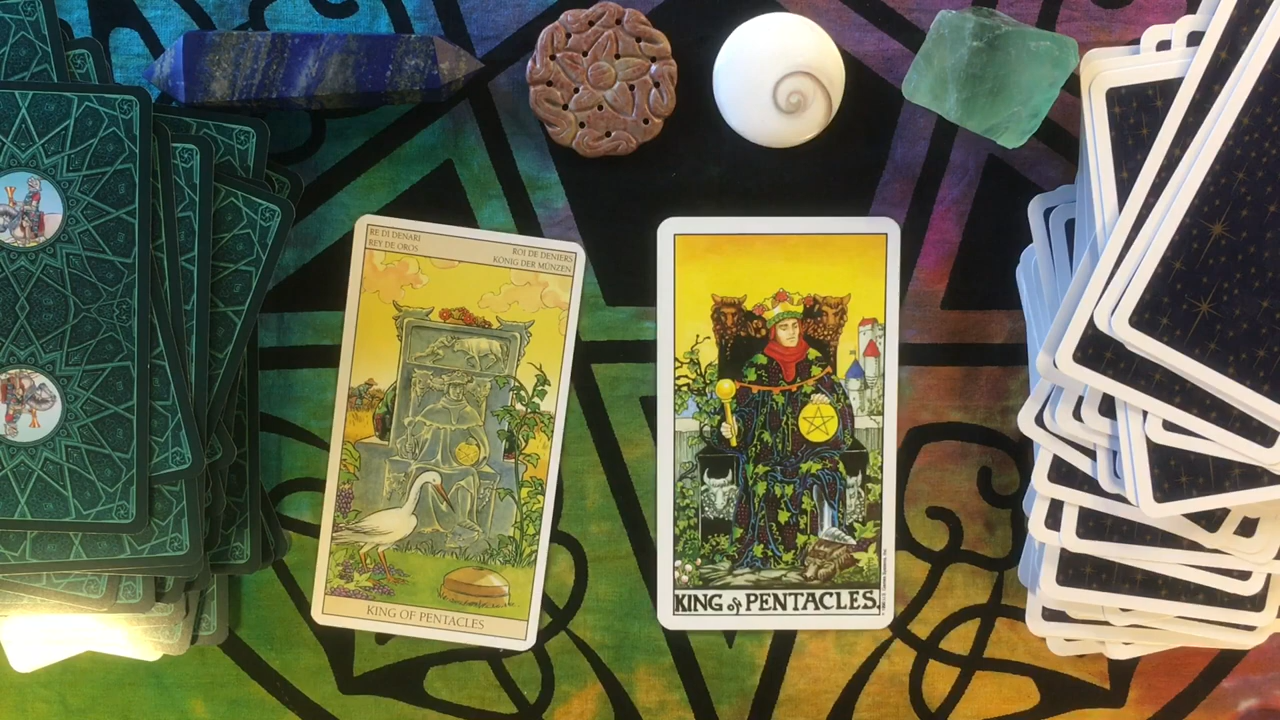 RE DI DENARI
REY DE OROS
ROI DE DENIERS
KÖNIG DER MÜNZEN
KING OF PENTACLES
KING of PENTACLES.